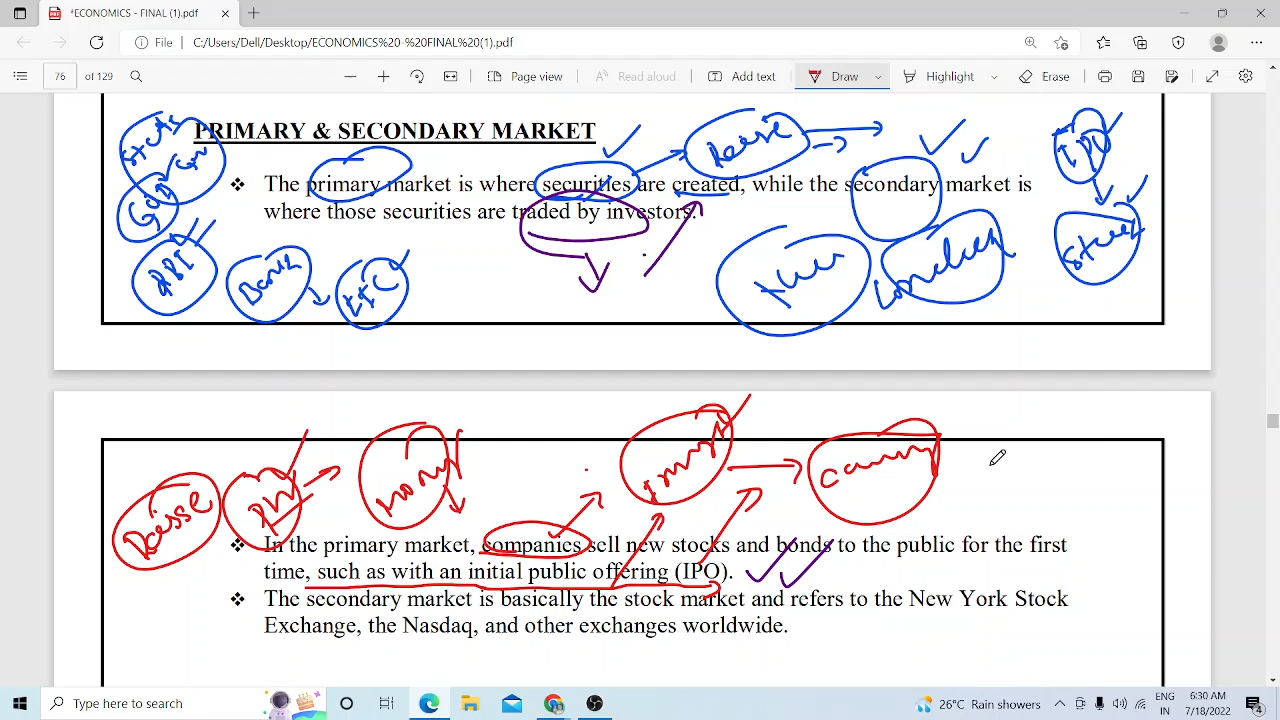 *ECONOMICS - FINAL (1).pdf
File C:/Users/Dell/Desktop/ECONOMICS%20-%20FINAL%20(1).pdf
76 of 129 Page view Read aloud Add text Draw Highlight Erase
PRIMARY & SECONDARY MARKET
❖ The primary market is where securities are created, while the secondary market is
where those securities are traded by investors.
RBI Bank
IPO
❖ In the primary market, companies sell new stocks and bonds to the public for the first
time, such as with an initial public offering (IPO).
❖ The secondary market is basically the stock market and refers to the New York Stock
Exchange, the Nasdaq, and other exchanges worldwide.
Type here to search 26°C Rain showers ENG 6:30 AM
IN 7/18/2022 4